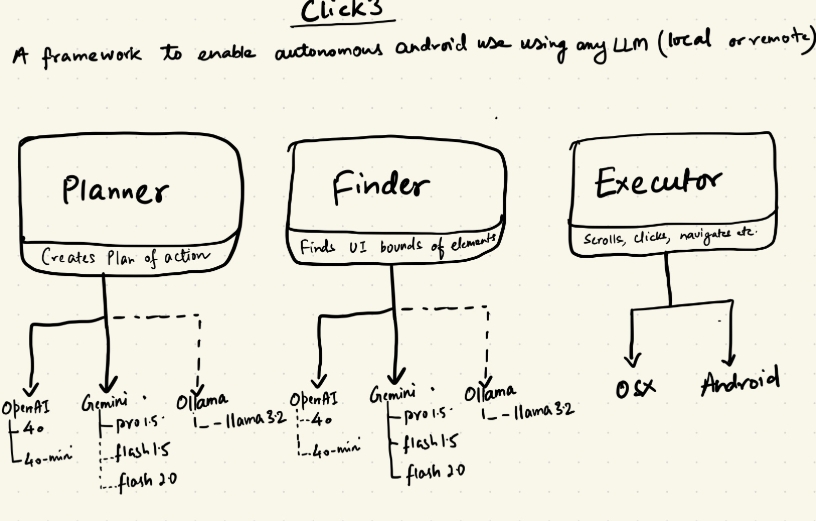 Click3
A framework to enable autonomous android use using any LLM (local or remote)
Planner
Creates Plan of action
Finder
Finds UI bounds of elements
Executor
Scrolls, clicks, navigates etc.
OpenAI
4o
4o-mini
Gemini
pro 1.5
flash 1.5
flash 2.0
Ollama
llama 3.2
OpenAI
4o
4o-mini
Gemini
pro 1.5
flash 1.5
flash 2.0
Ollama
llama 3.2
OSX
Android